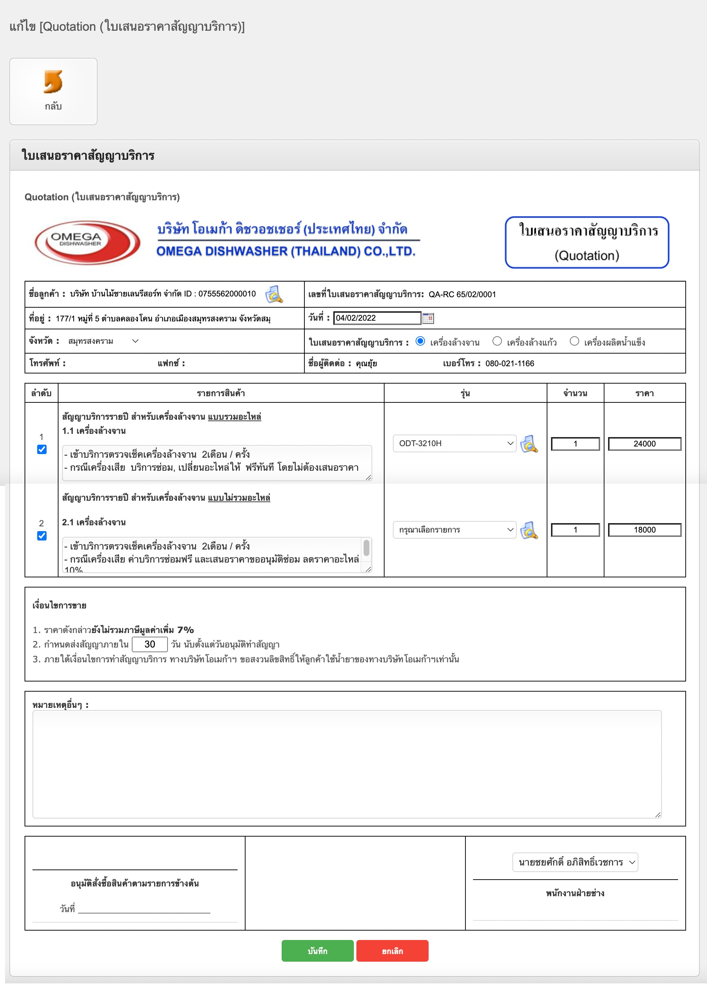 แก้ไข [Quotation (ใบเสนอราคาสัญญาบริการ)]
กลับ
ใบเสนอราคาสัญญาบริการ
Quotation (ใบเสนอราคาสัญญาบริการ)
OMEGA
DISHWASHER
บริษัท โอเมก้า ดิชวอชเชอร์ (ประเทศไทย) จำกัด
OMEGA DISHWASHER (THAILAND) CO.,LTD.
ใบเสนอราคาสัญญาบริการ
(Quotation)
ชื่อลูกค้า : บริษัท บ้านไม้ชายเลนรีสอร์ท จำกัด ID : 0755562000010
เลขที่ใบเสนอราคาสัญญาบริการ: QA-RC 65/02/0001
ที่อยู่ : 177/1 หมู่ที่ 5 ตำบลคลองโคน อำเภอเมืองสมุทรสงคราม จังหวัดสมุ
วันที่ : 04/02/2022
จังหวัด : สมุทรสงคราม
ใบเสนอราคาสัญญาบริการ : เครื่องล้างจาน เครื่องล้างแก้ว เครื่องผลิตน้ำแข็ง
โทรศัพท์ : แฟกซ์ :
ชื่อผู้ติดต่อ : คุณยุ้ย เบอร์โทร : 080-021-1166
ลำดับ รายการสินค้า รุ่น จำนวน ราคา
สัญญาบริการรายปี สำหรับเครื่องล้างจาน แบบรวมอะไหล่
1.1 เครื่องล้างจาน
1
ODT-3210H 1 24000
- เข้าบริการตรวจเช็คเครื่องล้างจาน 2เดือน / ครั้ง
- กรณีเครื่องเสีย บริการซ่อม, เปลี่ยนอะไหล่ให้ ฟรีทันที โดยไม่ต้องเสนอราคา
สัญญาบริการรายปี สำหรับเครื่องล้างจาน แบบไม่รวมอะไหล่
2
2.1 เครื่องล้างจาน
กรุณาเลือกรายการ 1 18000
- เข้าบริการตรวจเช็คเครื่องล้างจาน 2เดือน / ครั้ง
- กรณีเครื่องเสีย ค่าบริการซ่อมฟรี และเสนอราคาขออนุมัติซ่อม ลดราคาอะไหล่
10%
เงื่อนไขการขาย
1. ราคาดังกล่าวยังไม่รวมภาษีมูลค่าเพิ่ม 7%
2. กำหนดส่งสัญญาภายใน 30 วัน นับตั้งแต่วันอนุมัติทำสัญญา
3. ภายใต้เงื่อนไขการทำสัญญาบริการ ทางบริษัทโอเมก้าฯ ขอสงวนลิขสิทธิ์ให้ลูกค้าใช้น้ำยาของทางบริษัทโอเมก้าฯเท่านั้น
หมายเหตุอื่นๆ :
นายชยศักดิ์ อภิสิทธิ์เวชการ
อนุมัติสั่งซื้อสินค้าตามรายการข้างต้น
พนักงานฝ่ายช่าง
วันที่
บันทึก ยกเลิก